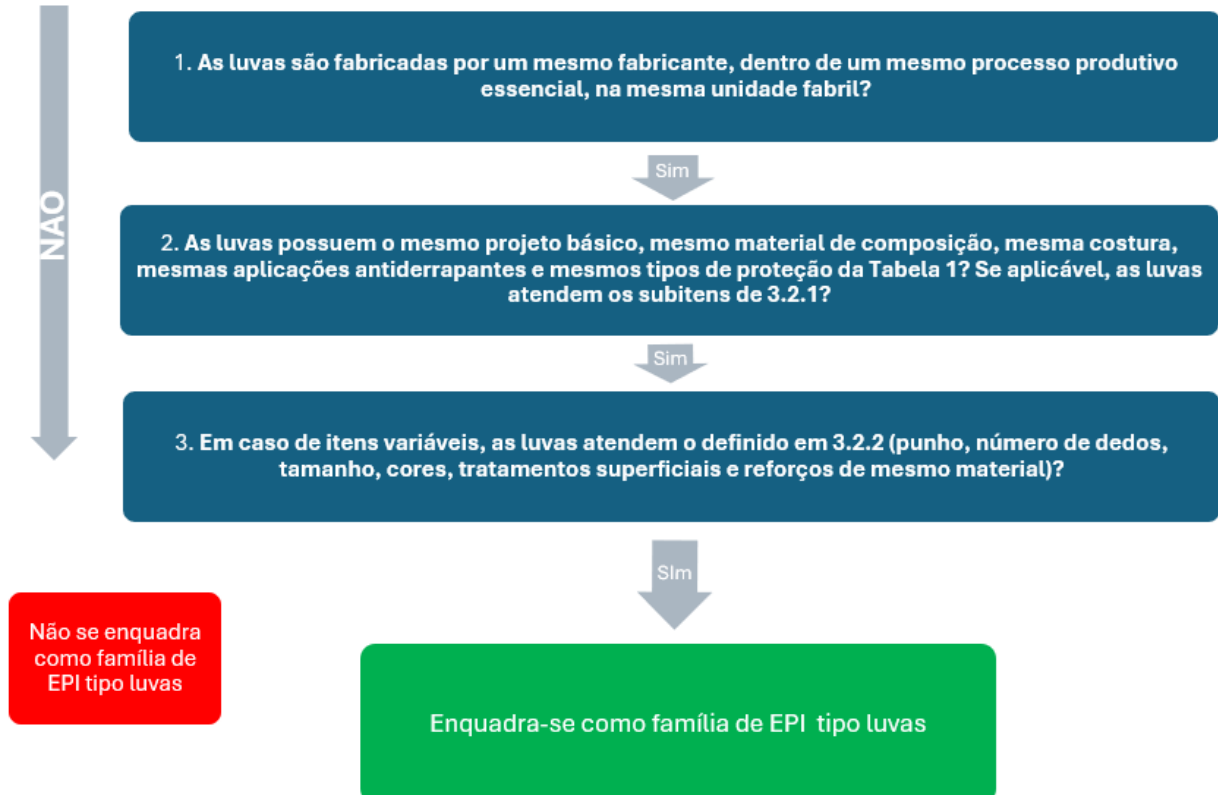 NÃO
1. As luvas são fabricadas por um mesmo fabricante, dentro de um mesmo processo produtivo
essencial, na mesma unidade fabril?
Sim
2. As luvas possuem o mesmo projeto básico, mesmo material de composição, mesma costura,
mesmas aplicações antiderrapantes e mesmos tipos de proteção da Tabela 1? Se aplicável, as luvas
atendem os subitens de 3.2.1?
Sim
3. Em caso de itens variáveis, as luvas atendem o definido em 3.2.2 (punho, número de dedos,
tamanho, cores, tratamentos superficiais e reforços de mesmo material)?
SIm
Não se enquadra
como família de
EPI tipo luvas
Enquadra-se como família de EPI  tipo luvas